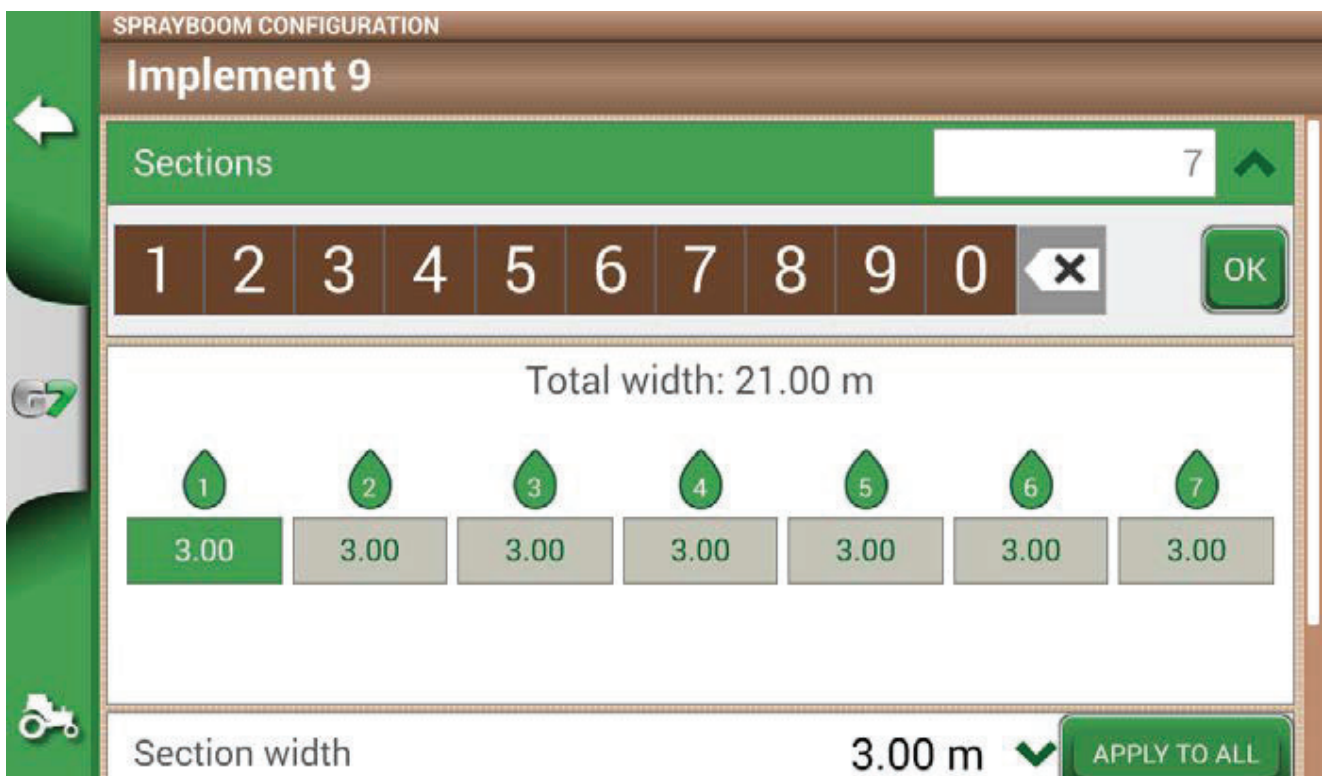 SPRAYBOOM CONFIGURATION
Implement 9
Sections 7
1 2 3 4 5 6 7 8 9 0 OK
G7
Total width: 21.00 m
1 2 3 4 5 6 7
3.00 3.00 3.00 3.00 3.00 3.00 3.00
Section width 3.00 m APPLY TO ALL